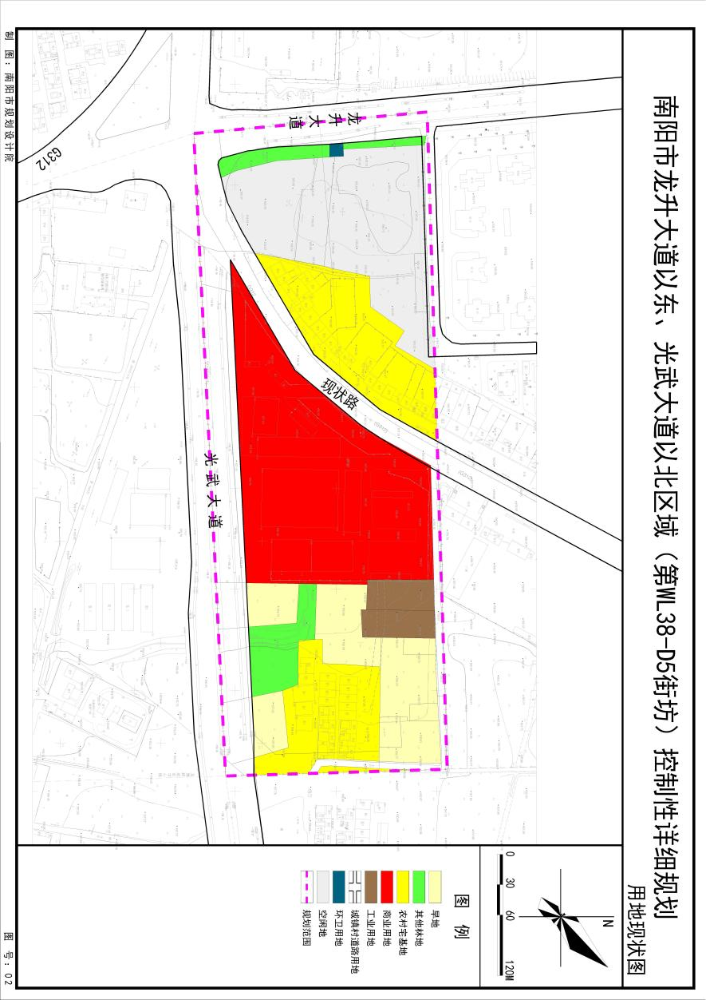 南阳市龙升大道以东、光武大道以北区域（第WL38-D5街坊）控制性详细规划
用地现状图
龙升大道
G312
现状路
光武大道
N
0 30 60 120M
图 例
旱地
其他林地
农村宅基地
商业用地
工业用地
城镇村道路用地
环卫用地
空闲地
规划范围
制 图：南阳市规划设计院
图 号：02